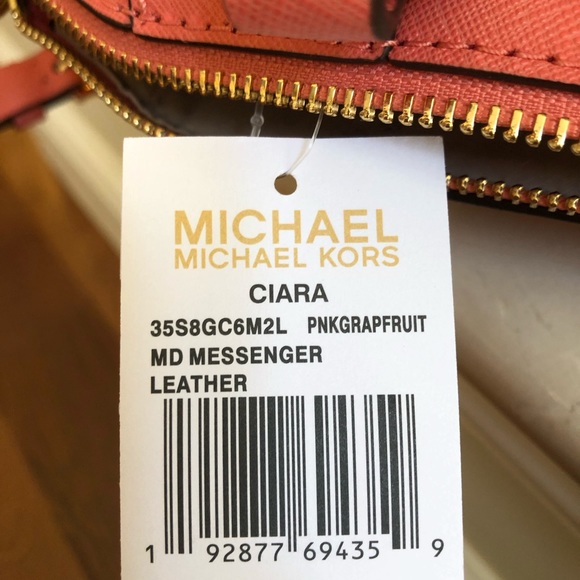 MICHAEL
MICHAEL KORS
CIARA
35S8GC6M2L PNKGRAPFRUIT
MD MESSENGER
LEATHER
1 92877 69435 9